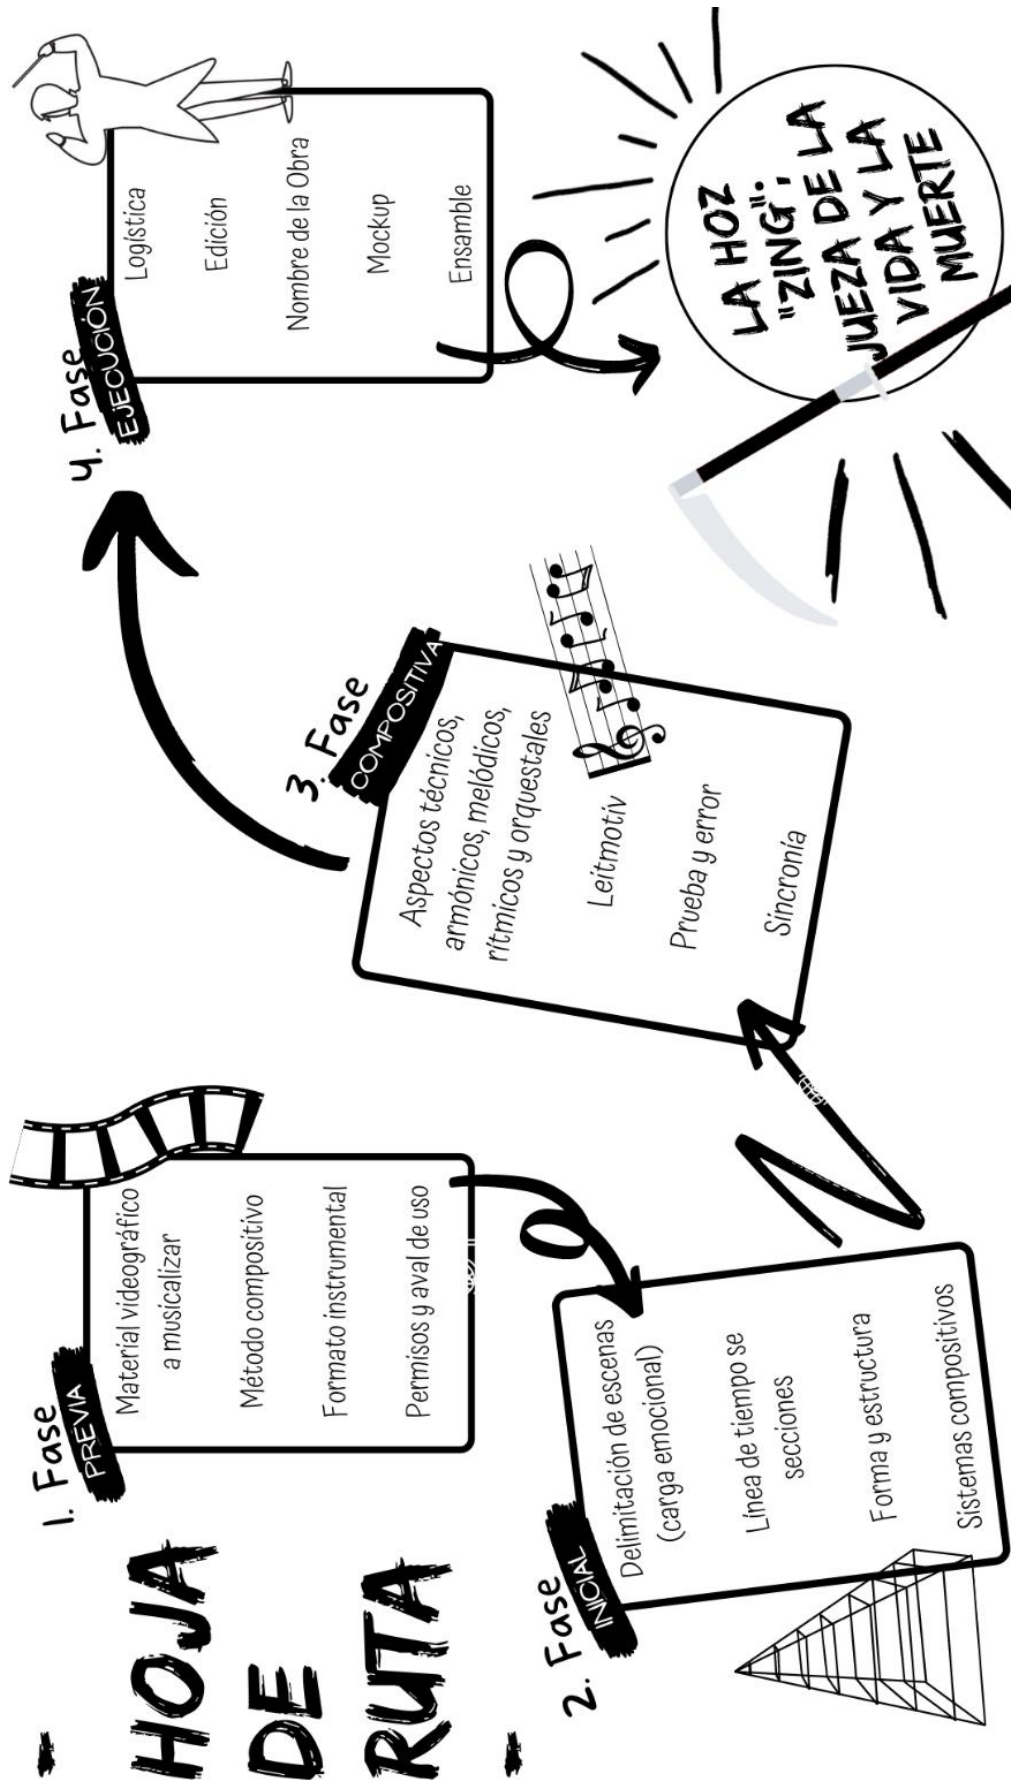 HOJA
DE
RUTA
1. Fase
PREVIA
Material videográfico
a musicalizar
Método compositivo
Formato instrumental
Permisos y aval de uso
2. Fase
INICIAL
Delimitación de escenas
(carga emocional)
Línea de tiempo se
secciones
Forma y estructura
Sistemas compositivos
3. Fase
COMPOSITIVA
Aspectos técnicos,
armónicos, melódicos,
rítmicos y orquestales
Leitmotiv
Prueba y error
Sincronía
4. Fase
EJECUCIÓN
Logística
Edición
Nombre de la Obra
Mockup
Ensamble
LA HOZ
"ZING";
JUEZA DE LA
VIDA Y LA
MUERTE